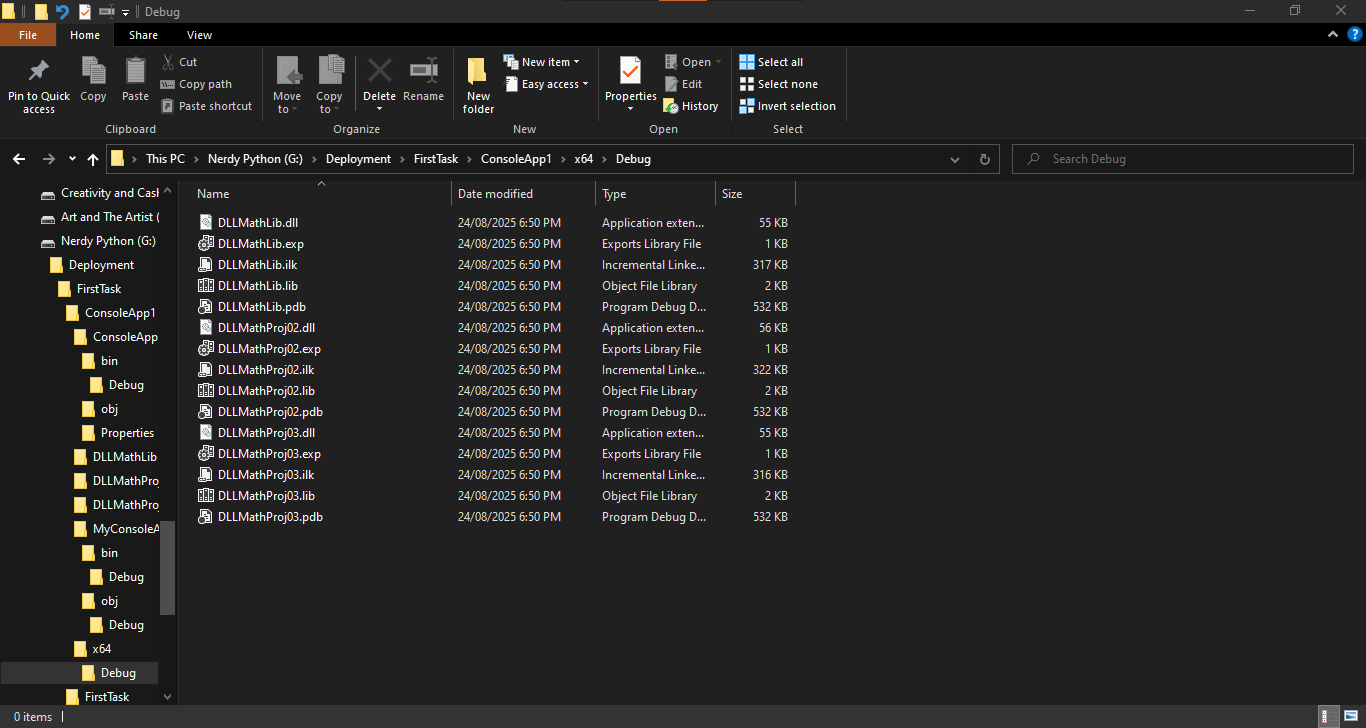 Debug
File Home Share View
Pin to Quick access
Copy
Paste
Cut
Copy path
Paste shortcut
Clipboard
Move to
Copy to
Delete
Rename
Organize
New folder
New item
Easy access
New
Properties
Open
Edit
History
Open
Select all
Select none
Invert selection
Select
This PC > Nerdy Python (G:) > Deployment > FirstTask > ConsoleApp1 > x64 > Debug
Search Debug
Creativity and Cash
Art and The Artist (
Nerdy Python (G:)
Deployment
FirstTask
ConsoleApp1
ConsoleApp
bin
Debug
obj
Properties
DLLMathLib
DLLMathPro
DLLMathPro
MyConsoleA
bin
Debug
obj
Debug
x64
Debug
FirstTask
Name Date modified Type Size
DLLMathLib.dll 24/08/2025 6:50 PM Application exten... 55 KB
DLLMathLib.exp 24/08/2025 6:50 PM Exports Library File 1 KB
DLLMathLib.ilk 24/08/2025 6:50 PM Incremental Linke... 317 KB
DLLMathLib.lib 24/08/2025 6:50 PM Object File Library 2 KB
DLLMathLib.pdb 24/08/2025 6:50 PM Program Debug D... 532 KB
DLLMathProj02.dll 24/08/2025 6:50 PM Application exten... 56 KB
DLLMathProj02.exp 24/08/2025 6:50 PM Exports Library File 1 KB
DLLMathProj02.ilk 24/08/2025 6:50 PM Incremental Linke... 322 KB
DLLMathProj02.lib 24/08/2025 6:50 PM Object File Library 2 KB
DLLMathProj02.pdb 24/08/2025 6:50 PM Program Debug D... 532 KB
DLLMathProj03.dll 24/08/2025 6:50 PM Application exten... 55 KB
DLLMathProj03.exp 24/08/2025 6:50 PM Exports Library File 1 KB
DLLMathProj03.ilk 24/08/2025 6:50 PM Incremental Linke... 316 KB
DLLMathProj03.lib 24/08/2025 6:50 PM Object File Library 2 KB
DLLMathProj03.pdb 24/08/2025 6:50 PM Program Debug D... 532 KB
0 items